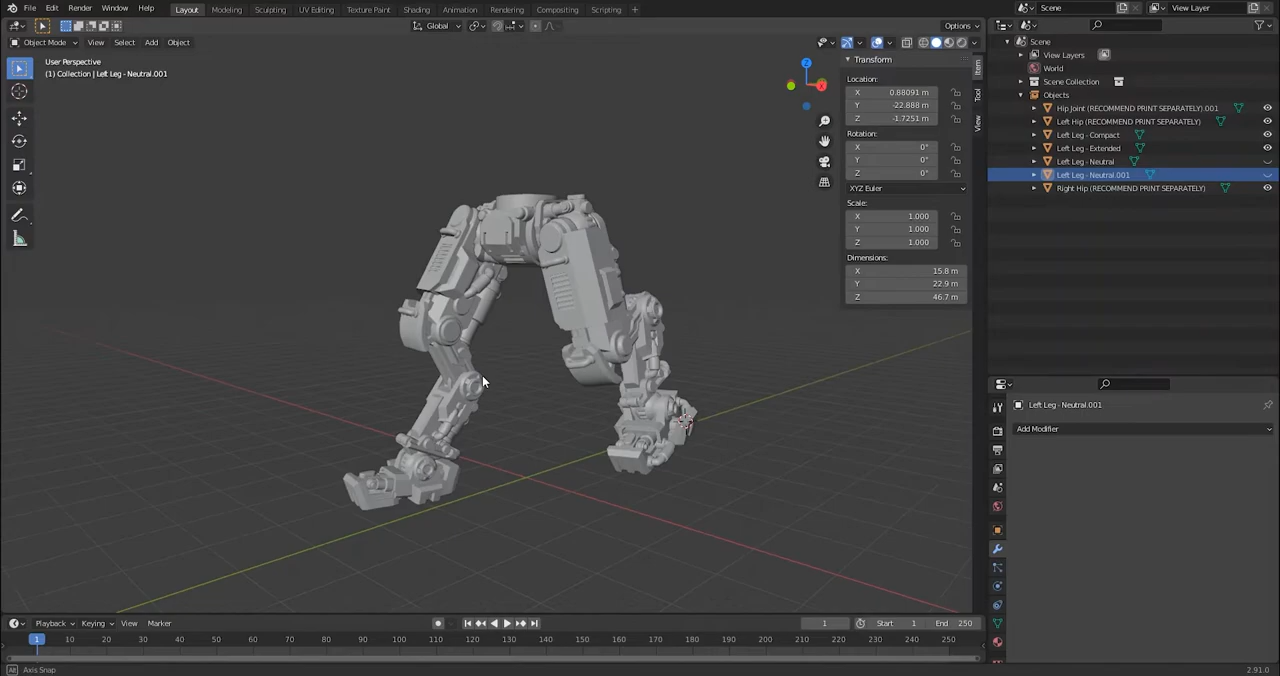 File Edit Render Window Help Layout Modeling Sculpting UV Editing Texture Paint Shading Animation Rendering Compositing Scripting + Scene View Layer
Global Options
Object Mode View Select Add Object
User Perspective
(1) Collection | Left Leg - Neutral.001
Z
X
Transform
Location:
X 0.88091 m
Y -22.888 m
Z -1.7251 m
Rotation:
X 0°
Y 0°
Z 0°
XYZ Euler
Scale:
X 1.000
Y 1.000
Z 1.000
Dimensions:
X 15.8 m
Y 22.9 m
Z 46.7 m
Item
Tool
View
Scene
View Layers
World
Scene Collection
Objects
Hip Joint (RECOMMEND PRINT SEPARATELY).001
Left Hip (RECOMMEND PRINT SEPARATELY)
Left Leg - Compact
Left Leg - Extended
Left Leg - Neutral
Left Leg - Neutral.001
Right Hip (RECOMMEND PRINT SEPARATELY)
Left Leg - Neutral.001
Add Modifier
Playback Keying View Marker 1 Start 1 End 250
1 10 20 30 40 50 60 70 80 90 100 110 120 130 140 150 160 170 180 190 200 210 220 230 240 250
Alt Axis Snap 2.91.0